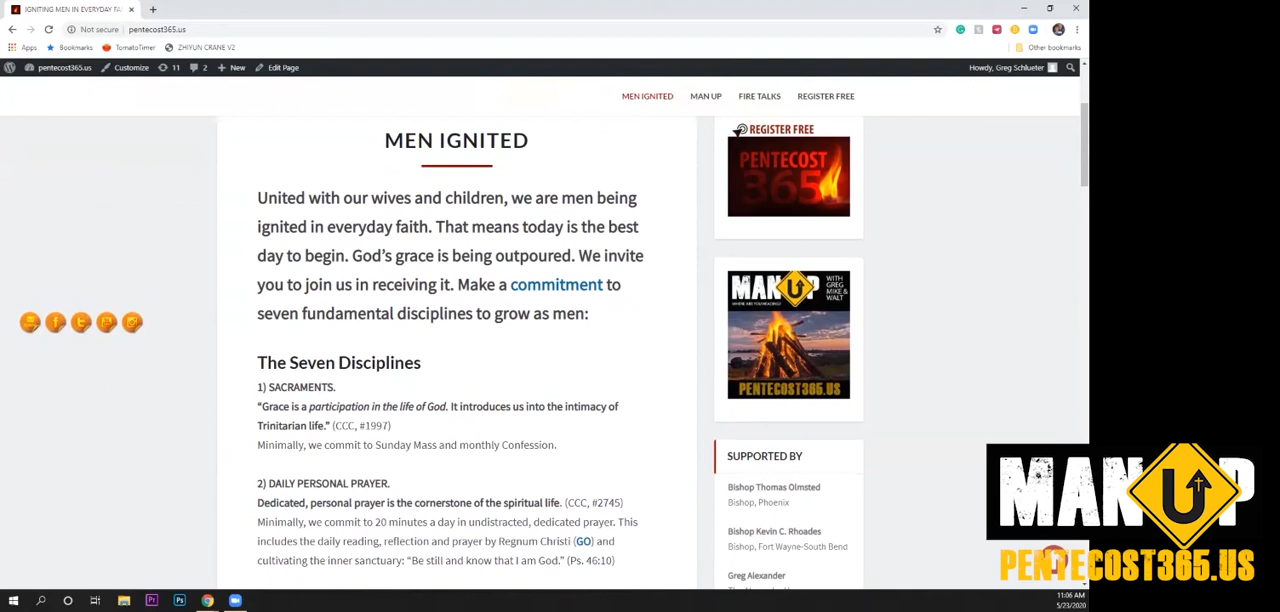 IGNITING MEN IN EVERYDAY FA
Not secure | pentecost365.us
Apps Bookmarks TomatoTimer ZHIYUN CRANE V2 Other bookmarks
pentecost365.us Customize 11 2 New Edit Page Howdy, Greg Schlueter
MEN IGNITED MAN UP FIRE TALKS REGISTER FREE
MEN IGNITED
United with our wives and children, we are men being
ignited in everyday faith. That means today is the best
day to begin. God’s grace is being outpoured. We invite
you to join us in receiving it. Make a commitment to
seven fundamental disciplines to grow as men:
The Seven Disciplines
1) SACRAMENTS.
“Grace is a participation in the life of God. It introduces us into the intimacy of
Trinitarian life.” (CCC, #1997)
Minimally, we commit to Sunday Mass and monthly Confession.
2) DAILY PERSONAL PRAYER.
Dedicated, personal prayer is the cornerstone of the spiritual life. (CCC, #2745)
Minimally, we commit to 20 minutes a day in undistracted, dedicated prayer. This
includes the daily reading, reflection and prayer by Regnum Christi (GO) and
cultivating the inner sanctuary: “Be still and know that I am God.” (Ps. 46:10)
REGISTER FREE
PENTECOST
365
MANUP
WITH
GREG
MIKE &
WALT
PENTECOST365.US
SUPPORTED BY
Bishop Thomas Olmsted
Bishop, Phoenix
Bishop Kevin C. Rhoades
Bishop, Fort Wayne-South Bend
Greg Alexander
MANUP
PENTECOST365.US
11:06 AM
5/23/2020